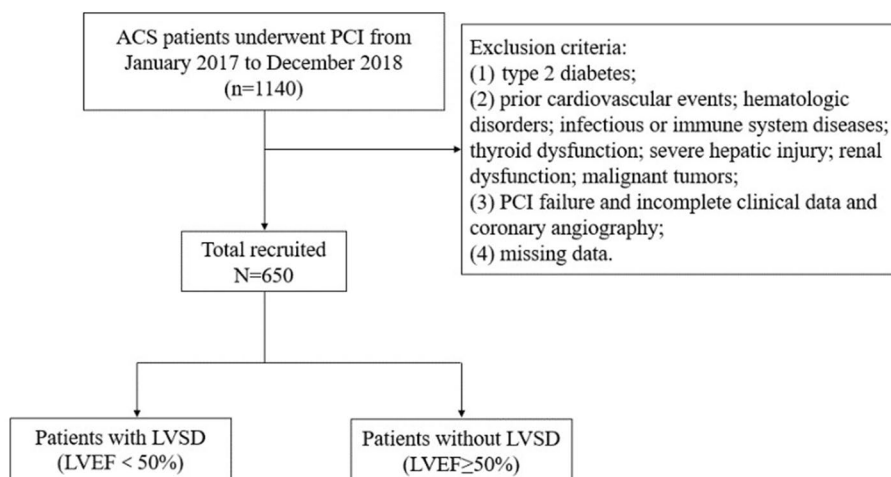 ACS patients underwent PCI from
January 2017 to December 2018
(n=1140)
Exclusion criteria:
(1) type 2 diabetes;
(2) prior cardiovascular events; hematologic
disorders; infectious or immune system diseases;
thyroid dysfunction; severe hepatic injury; renal
dysfunction; malignant tumors;
(3) PCI failure and incomplete clinical data and
coronary angiography;
(4) missing data.
Total recruited
N=650
Patients with LVSD
(LVEF < 50%)
Patients without LVSD
(LVEF≥50%)